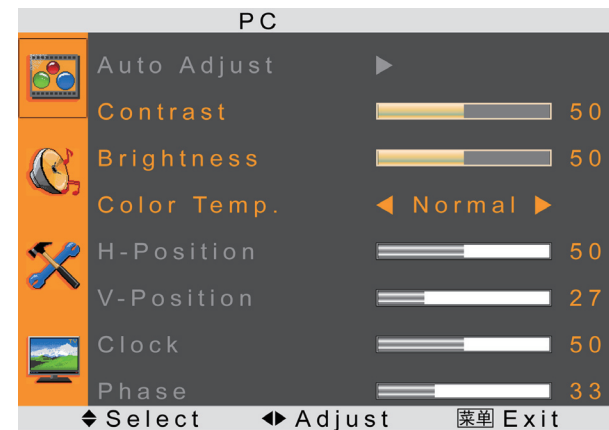 PC
Auto Adjust
Contrast 50
Brightness 50
Color Temp. Normal
H-Position 50
V-Position 27
Clock 50
Phase 33
Select Adjust 菜单 Exit